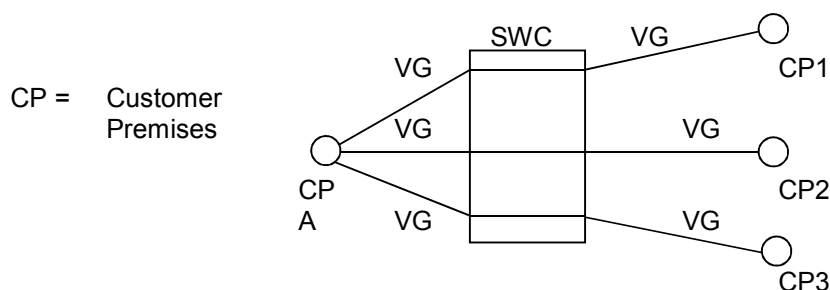 SWC
VG
VG
CP1
CP = Customer
Premises
VG
VG
CP
A
CP2
VG
VG
CP3